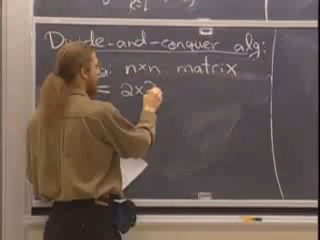 Divide-and-conquer alg:
n×n matrix
= 2×2